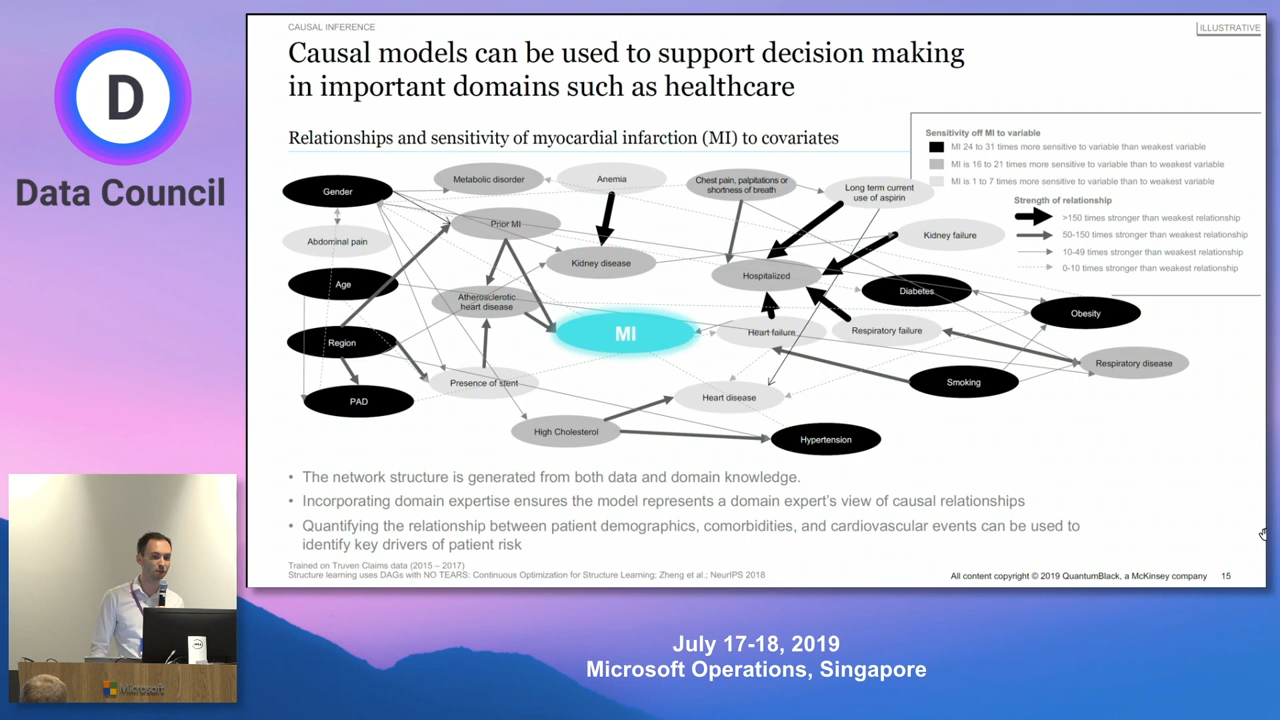 D
Data Council
CAUSAL INFERENCE
ILLUSTRATIVE
Causal models can be used to support decision making
in important domains such as healthcare
Relationships and sensitivity of myocardial infarction (MI) to covariates
Sensitivity off MI to variable
MI 24 to 31 times more sensitive to variable than weakest variable
MI is 16 to 21 times more sensitive to variable than to weakest variable
MI is 1 to 7 times more sensitive to variable than to weakest variable
Strength of relationship
>150 times stronger than weakest relationship
50-150 times stronger than weakest relationship
10-49 times stronger than weakest relationship
0-10 times stronger than weakest relationship
Gender
Metabolic disorder
Anemia
Chest pain, palpitations or
shortness of breath
Long term current
use of aspirin
Abdominal pain
Prior MI
Kidney failure
Kidney disease
Hospitalized
Age
Atherosclerotic
heart disease
Diabetes
Obesity
Region
MI
Heart failure
Respiratory failure
Respiratory disease
Presence of stent
Smoking
PAD
Heart disease
High Cholesterol
Hypertension
• The network structure is generated from both data and domain knowledge.
• Incorporating domain expertise ensures the model represents a domain expert's view of causal relationships
• Quantifying the relationship between patient demographics, comorbidities, and cardiovascular events can be used to
identify key drivers of patient risk
Trained on Truven Claims data (2015 – 2017)
Structure learning uses DAGs with NO TEARS: Continuous Optimization for Structure Learning; Zheng et al.; NeurIPS 2018
All content copyright © 2019 QuantumBlack, a McKinsey company 15
DELL
Microsoft
July 17-18, 2019
Microsoft Operations, Singapore